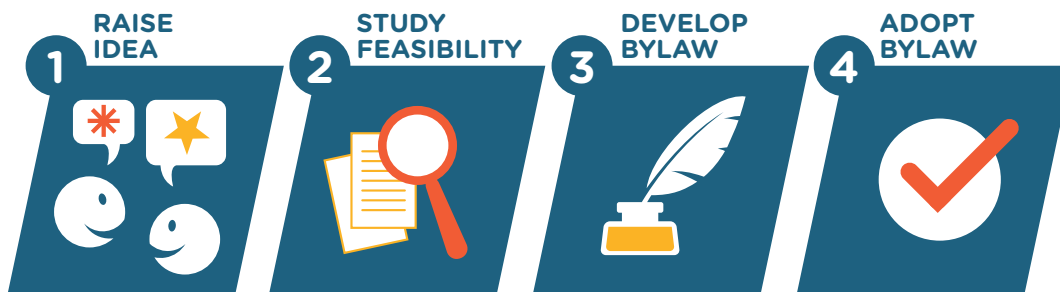 1
RAISE
IDEA
2
STUDY
FEASIBILITY
3
DEVELOP
BYLAW
4
ADOPT
BYLAW